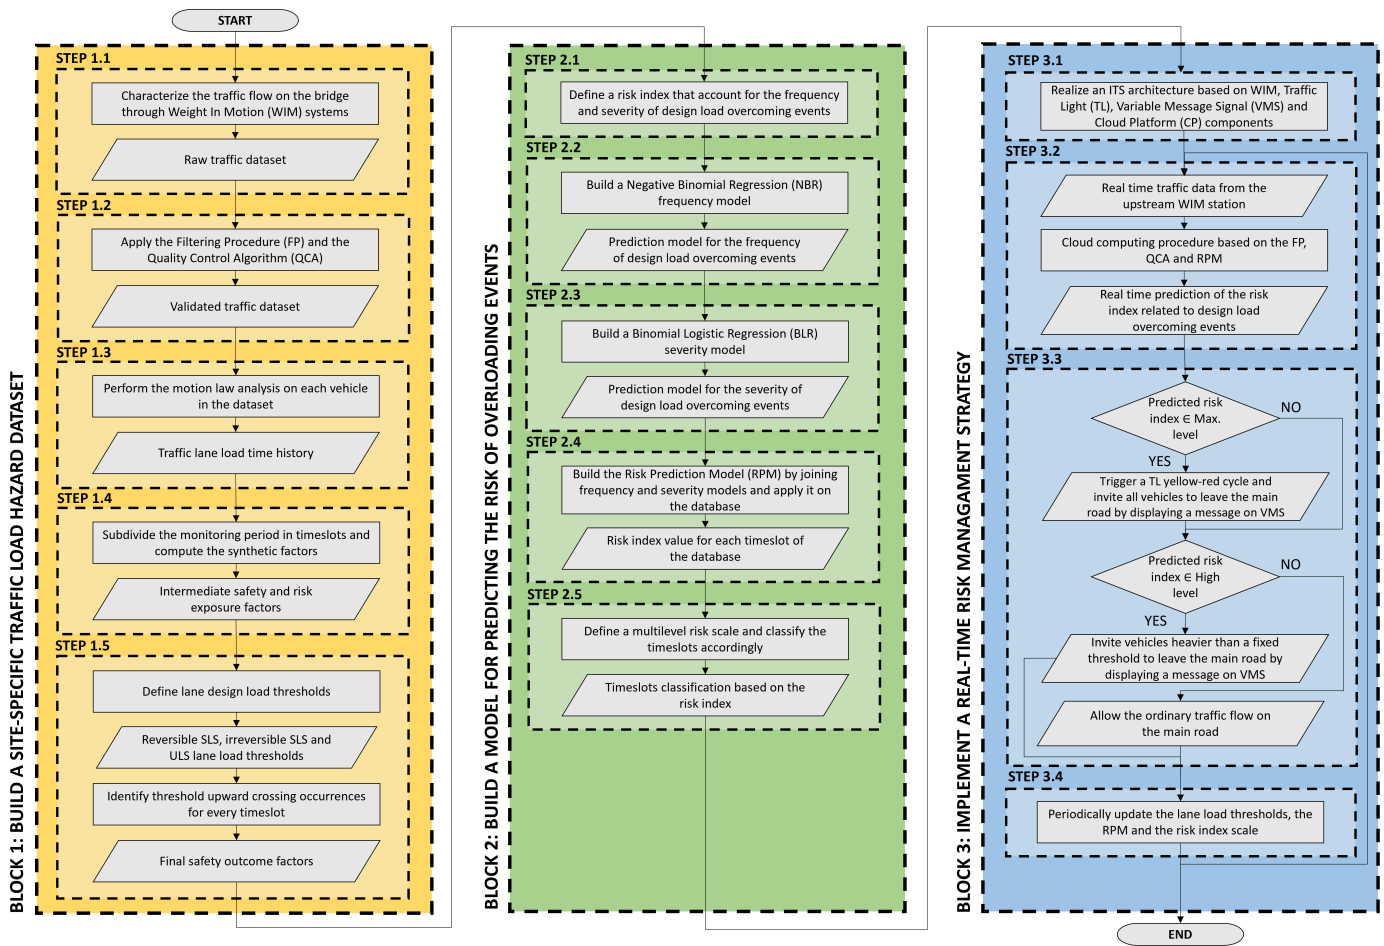 START
BLOCK 1: BUILD A SITE-SPECIFIC TRAFFIC LOAD HAZARD DATASET
STEP 1.1
Characterize the traffic flow on the bridge
through Weight In Motion (WIM) systems
Raw traffic dataset
STEP 1.2
Apply the Filtering Procedure (FP) and the
Quality Control Algorithm (QCA)
Validated traffic dataset
STEP 1.3
Perform the motion law analysis on each vehicle
in the dataset
Traffic lane load time history
STEP 1.4
Subdivide the monitoring period in timeslots and
compute the synthetic factors
Intermediate safety and risk
exposure factors
STEP 1.5
Define lane design load thresholds
Reversible SLS, irreversible SLS and
ULS lane load thresholds
Identify threshold upward crossing occurrences
for every timeslot
Final safety outcome factors
BLOCK 2: BUILD A MODEL FOR PREDICTING THE RISK OF OVERLOADING EVENTS
STEP 2.1
Define a risk index that account for the frequency
and severity of design load overcoming events
STEP 2.2
Build a Negative Binomial Regression (NBR)
frequency model
Prediction model for the frequency
of design load overcoming events
STEP 2.3
Build a Binomial Logistic Regression (BLR)
severity model
Prediction model for the severity of
design load overcoming events
STEP 2.4
Build the Risk Prediction Model (RPM) by joining
frequency and severity models and apply it on
the database
Risk index value for each timeslot of
the database
STEP 2.5
Define a multilevel risk scale and classify the
timeslots accordingly
Timeslots classification based on the
risk index
BLOCK 3: IMPLEMENT A REAL-TIME RISK MANAGAMENT STRATEGY
STEP 3.1
Realize an ITS architecture based on WIM, Traffic
Light (TL), Variable Message Signal (VMS) and
Cloud Platform (CP) components
STEP 3.2
Real time traffic data from the
upstream WIM station
Cloud computing procedure based on the FP,
QCA and RPM
Real time prediction of the risk
index related to design load
overcoming events
STEP 3.3
Predicted risk
index ∈ Max.
level
NO
YES
Trigger a TL yellow-red cycle and
invite all vehicles to leave the main
road by displaying a message on VMS
Predicted risk
index ∈ High
level
NO
YES
Invite vehicles heavier than a fixed
threshold to leave the main road by
displaying a message on VMS
Allow the ordinary traffic flow on
the main road
STEP 3.4
Periodically update the lane load thresholds, the
RPM and the risk index scale
END